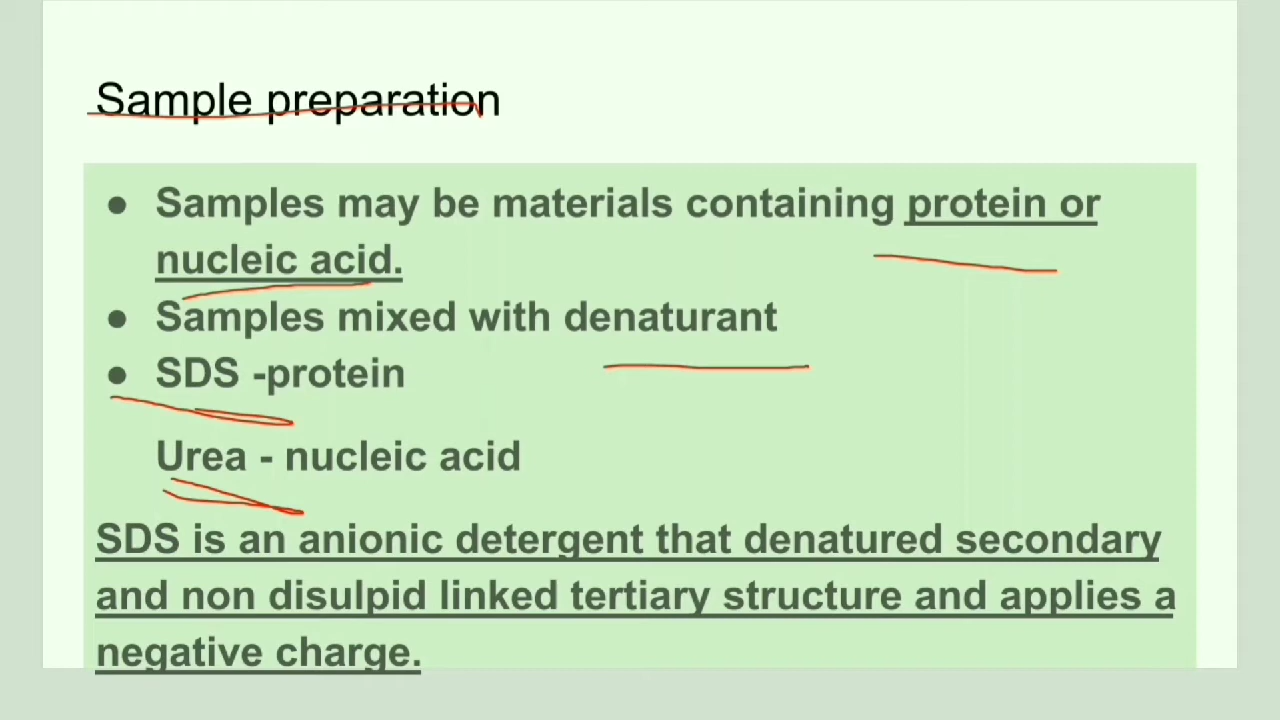 Sample preparation
● Samples may be materials containing protein or
nucleic acid.
● Samples mixed with denaturant
● SDS -protein
Urea - nucleic acid
SDS is an anionic detergent that denatured secondary
and non disulpid linked tertiary structure and applies a
negative charge.